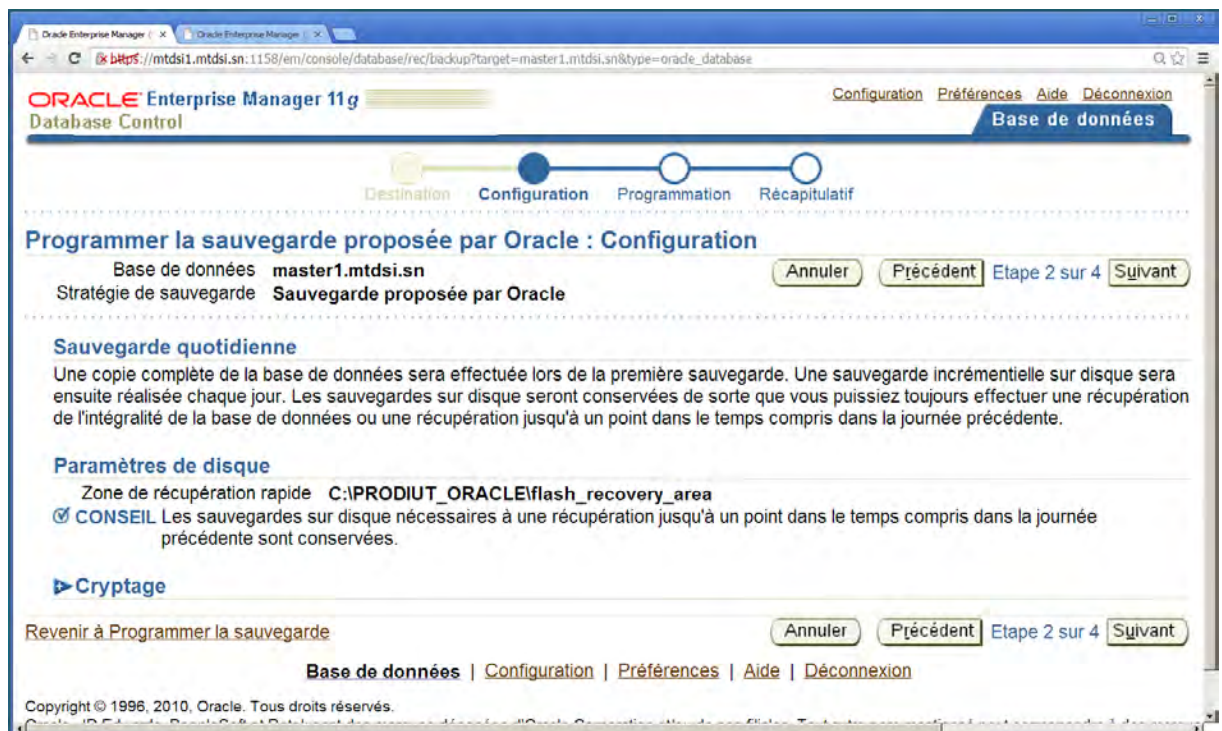 Oracle Enterprise Manager (
Oracle Enterprise Manager (
https://mtdsi1.mtdsi.sn:1158/em/console/database/rec/backup?target=master1.mtdsi.sn&type=oracle_database
ORACLE Enterprise Manager 11g
Database Control
Configuration Préférences Aide Déconnexion
Base de données
Destination Configuration Programmation Récapitulatif
Programmer la sauvegarde proposée par Oracle : Configuration
Base de données master1.mtdsi.sn
Stratégie de sauvegarde Sauvegarde proposée par Oracle
Annuler Précédent Etape 2 sur 4 Suivant
Sauvegarde quotidienne
Une copie complète de la base de données sera effectuée lors de la première sauvegarde. Une sauvegarde incrémentielle sur disque sera
ensuite réalisée chaque jour. Les sauvegardes sur disque seront conservées de sorte que vous puissiez toujours effectuer une récupération
de l'intégralité de la base de données ou une récupération jusqu'à un point dans le temps compris dans la journée précédente.
Paramètres de disque
Zone de récupération rapide C:\PRODIUT_ORACLE\flash_recovery_area
CONSEIL Les sauvegardes sur disque nécessaires à une récupération jusqu'à un point dans le temps compris dans la journée
précédente sont conservées.
Cryptage
Revenir à Programmer la sauvegarde
Annuler Précédent Etape 2 sur 4 Suivant
Base de données | Configuration | Préférences | Aide | Déconnexion
Copyright © 1996, 2010, Oracle. Tous droits réservés.